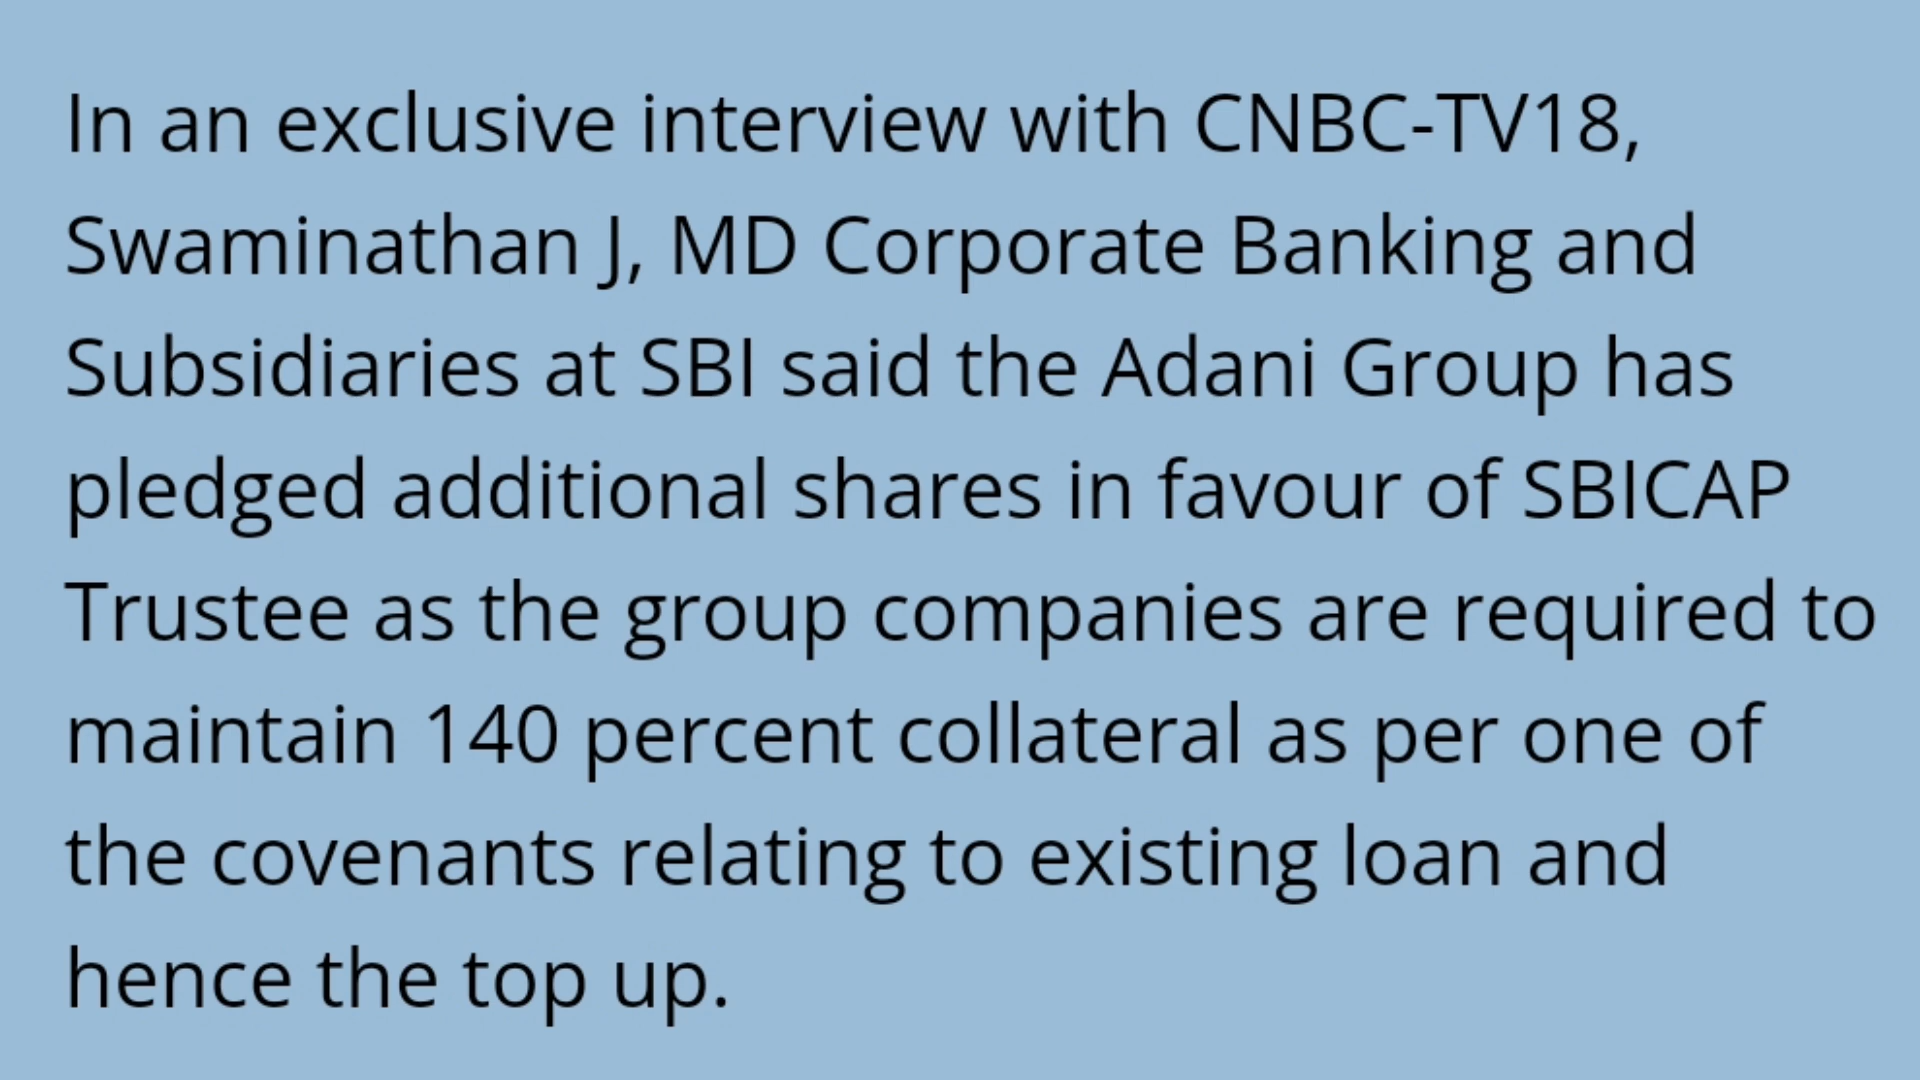 In an exclusive interview with CNBC-TV18,
Swaminathan J, MD Corporate Banking and
Subsidiaries at SBI said the Adani Group has
pledged additional shares in favour of SBICAP
Trustee as the group companies are required to
maintain 140 percent collateral as per one of
the covenants relating to existing loan and
hence the top up.